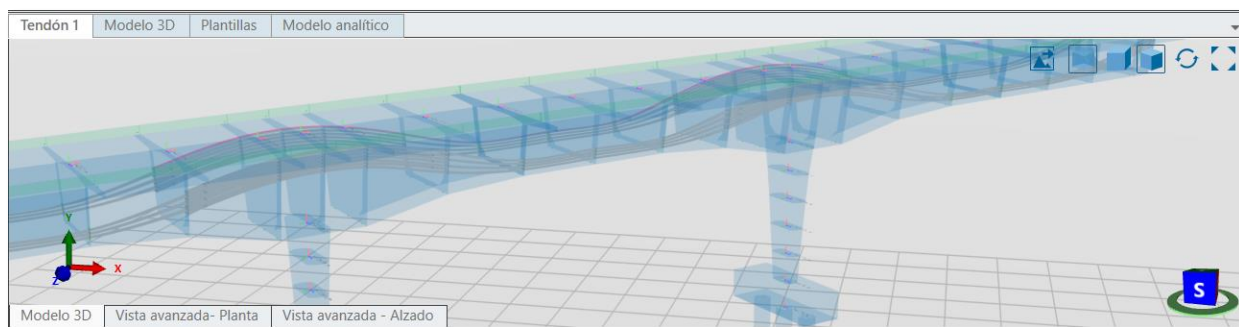 Tendón 1 Modelo 3D Plantillas Modelo analítico
Y
X
Z
S
Modelo 3D Vista avanzada- Planta Vista avanzada - Alzado